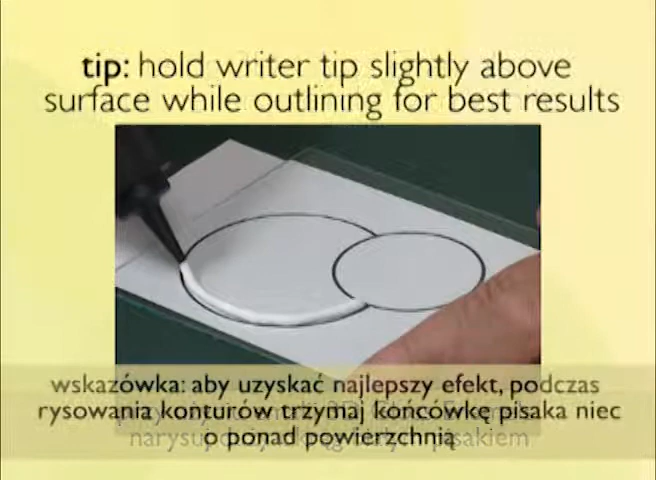 tip: hold writer tip slightly above
surface while outlining for best results
wskazówka: aby uzyskać najlepszy efekt, podczas
rysowania konturów trzymaj końcówkę pisaka niec
o ponad powierzchnią
pisakiem